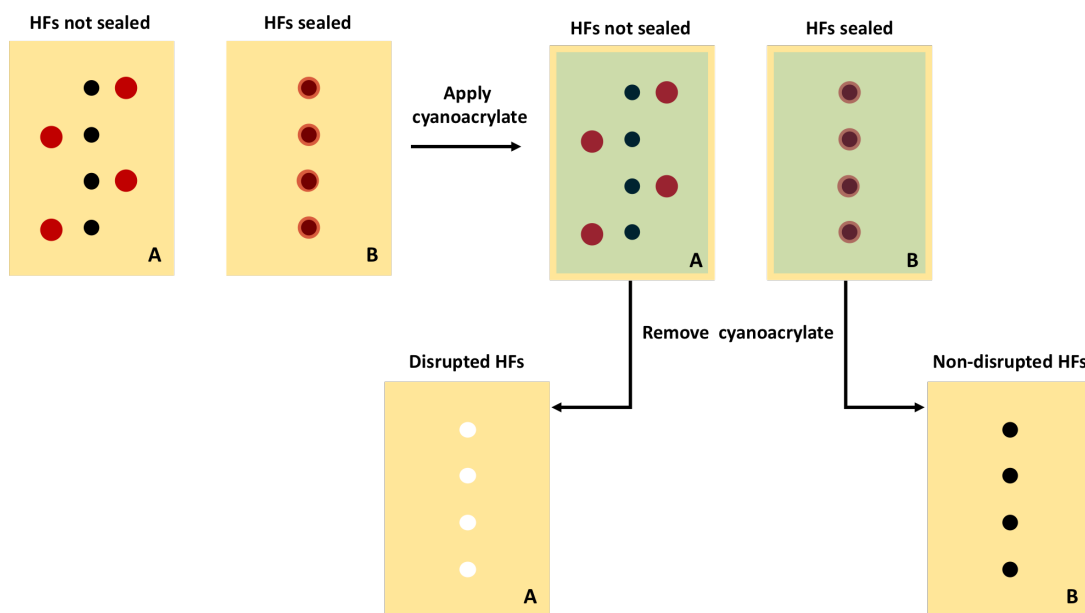 HFs not sealed
HFs sealed
A
B
Apply
cyanoacrylate
HFs not sealed
HFs sealed
A
B
Remove cyanoacrylate
Disrupted HFs
Non-disrupted HFs
A
B